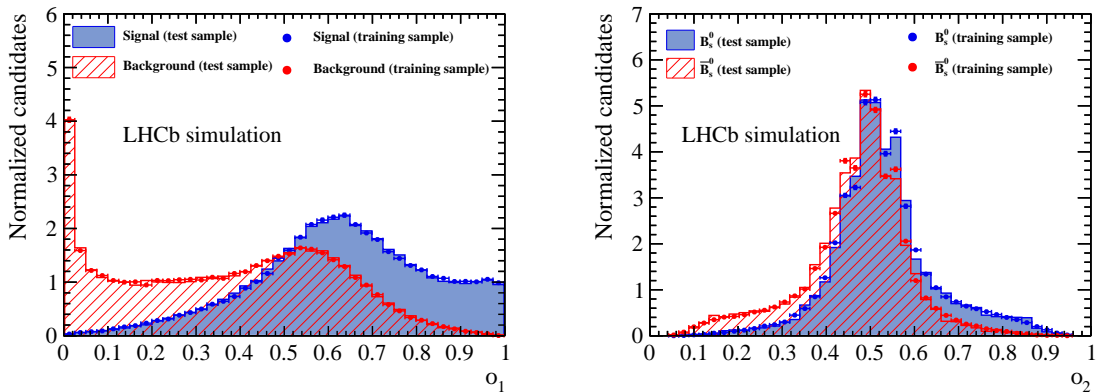 Normalized candidates
6
5
4
3
2
1
0
Signal (test sample)
Signal (training sample)
Background (test sample)
Background (training sample)
LHCb simulation
0 0.1 0.2 0.3 0.4 0.5 0.6 0.7 0.8 0.9 1
o₁
Normalized candidates
7
6
5
4
3
2
1
0
B⁰ₛ (test sample)
B⁰ₛ (training sample)
B̅⁰ₛ (test sample)
B̅⁰ₛ (training sample)
LHCb simulation
0 0.1 0.2 0.3 0.4 0.5 0.6 0.7 0.8 0.9 1
o₂